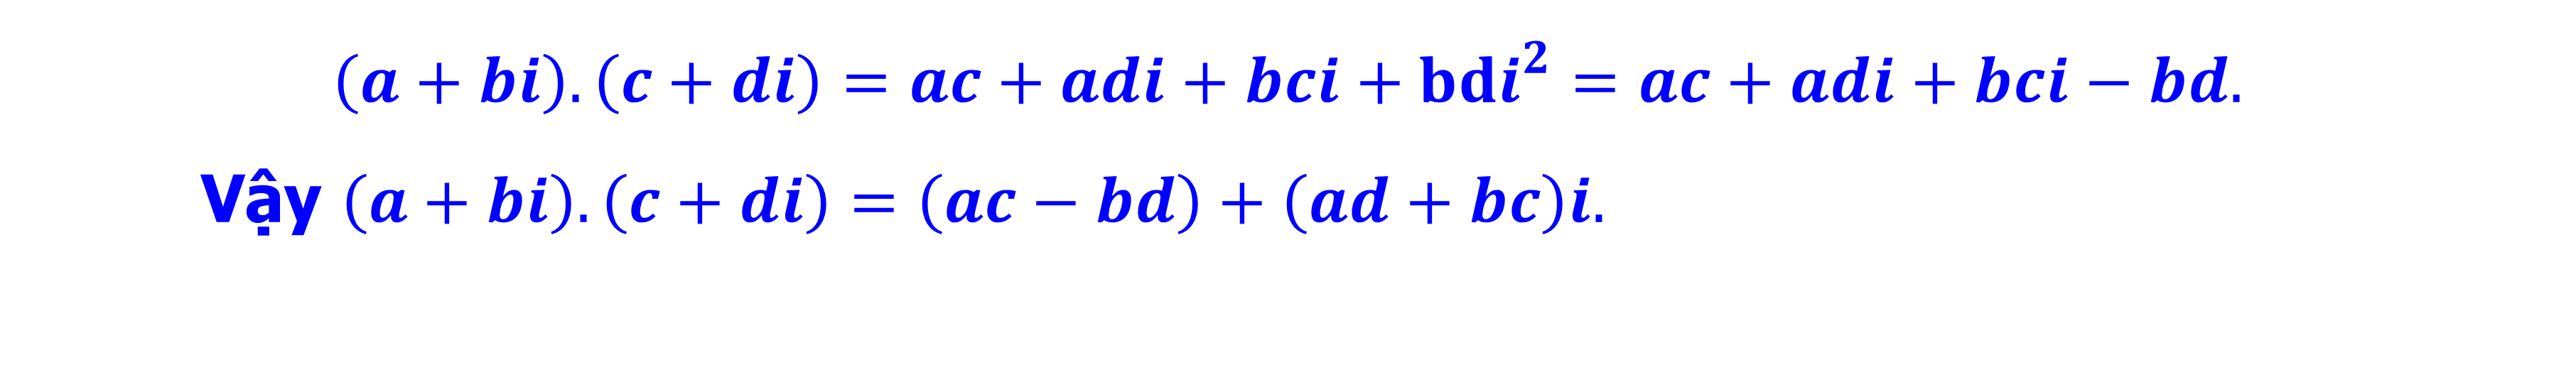 (a + bi). (c + di) = ac + adi + bci + bdi² = ac + adi + bci − bd.
Vậy (a + bi). (c + di) = (ac − bd) + (ad + bc)i.